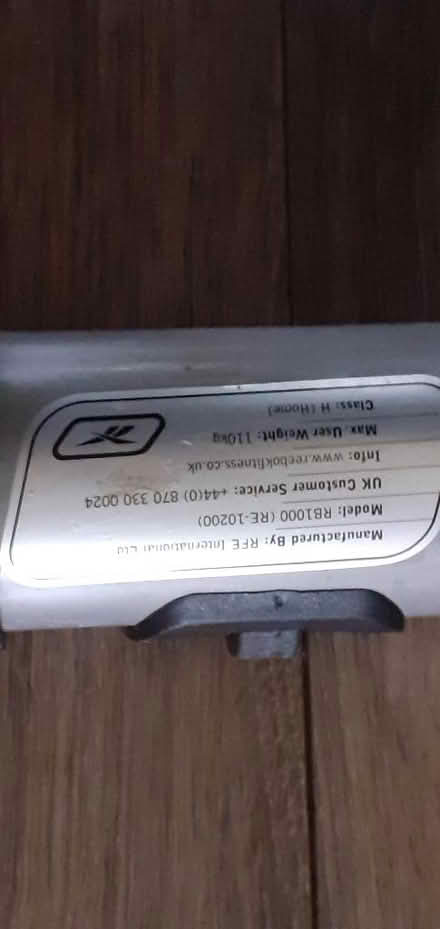 Manufactured By: RFE International Ltd
Model: RB1000 (RE-10200)
UK Customer Service: +44(0) 870 330 0024
Info: www.reebokfitness.co.uk
Max. User Weight: 110kg
Class: H (Home)